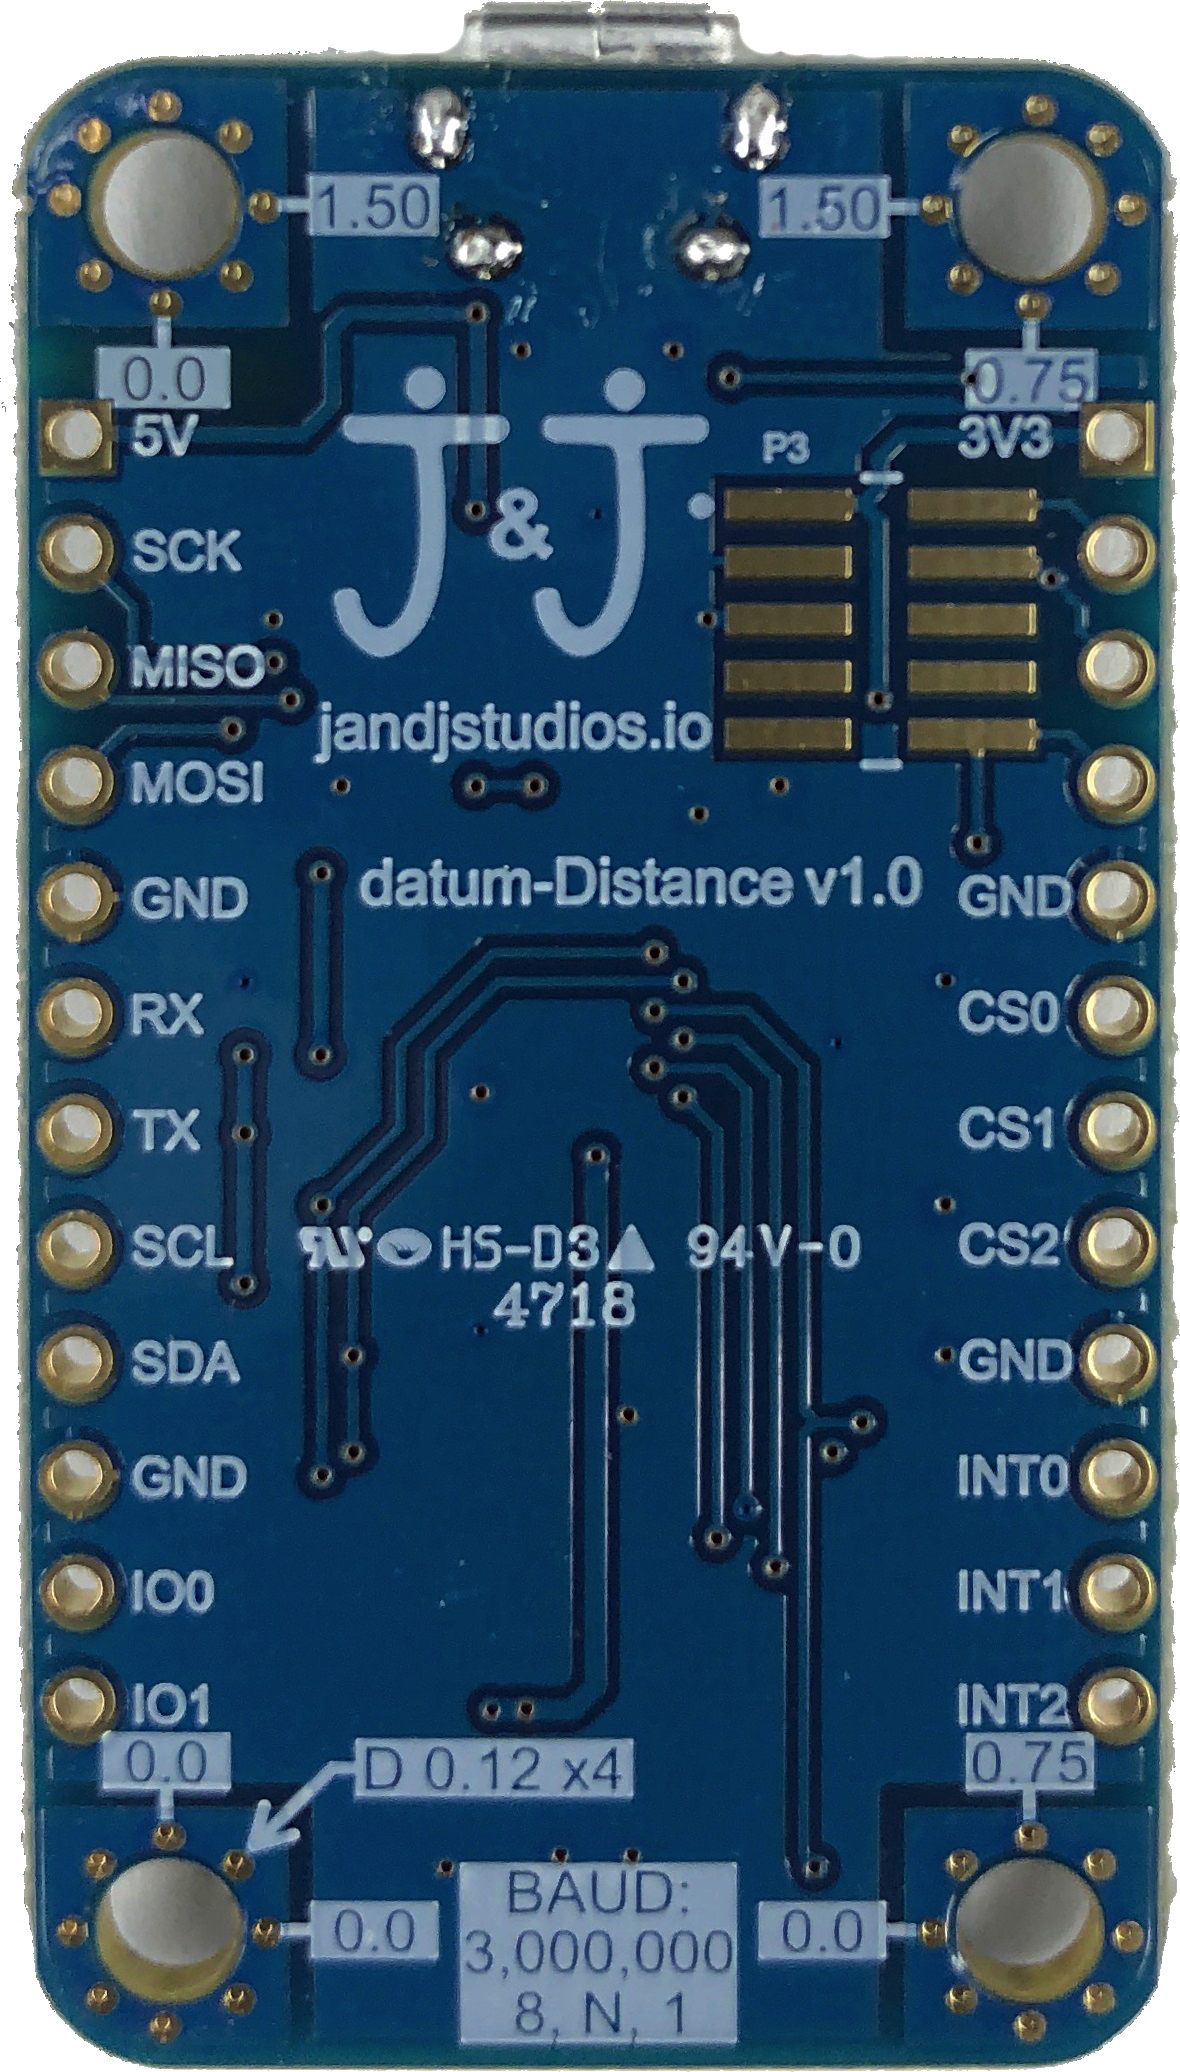 1.50 1.50
0.0 0.75
5V P3 3V3
j&j
SCK
MISO
jandjstudios.io
MOSI
datum-Distance v1.0
GND GND
RX CS0
TX CS1
SCL HS-D3 94V-0 CS2
4718
SDA GND
GND INT0
IO0 INT1
IO1 INT2
0.0 0.75
D 0.12 x4
BAUD:
0.0 3,000,000 0.0
8, N, 1